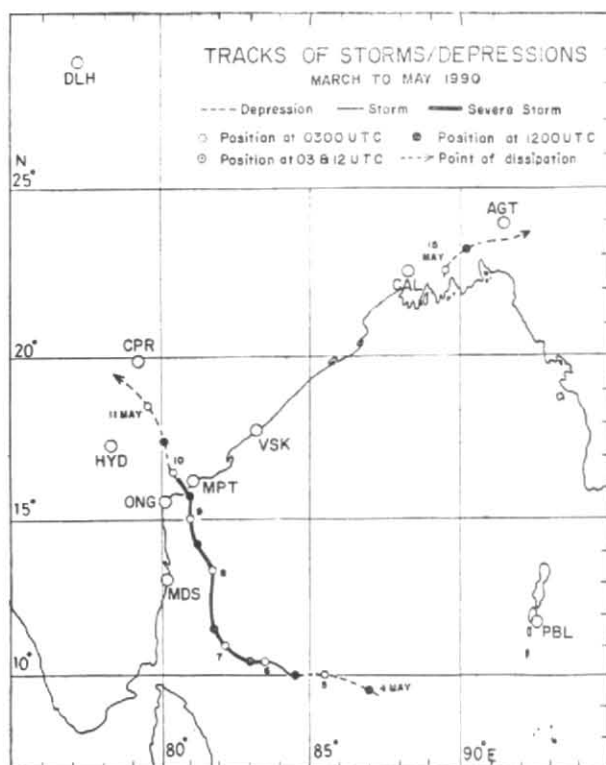 TRACKS OF STORMS/DEPRESSIONS
MARCH TO MAY 1990
Depression Storm Severe Storm
Position at 0300 UTC Position at 1200 UTC
Position at 03 & 12 UTC Point of dissipation
DLH
N
25°
AGT
15 MAY
CAL
CPR
20°
11 MAY
HYD
VSK
10
MPT
ONG
15°
9
8
MDS
PBL
7
10°
6
5
4 MAY
80° 85° 90° E